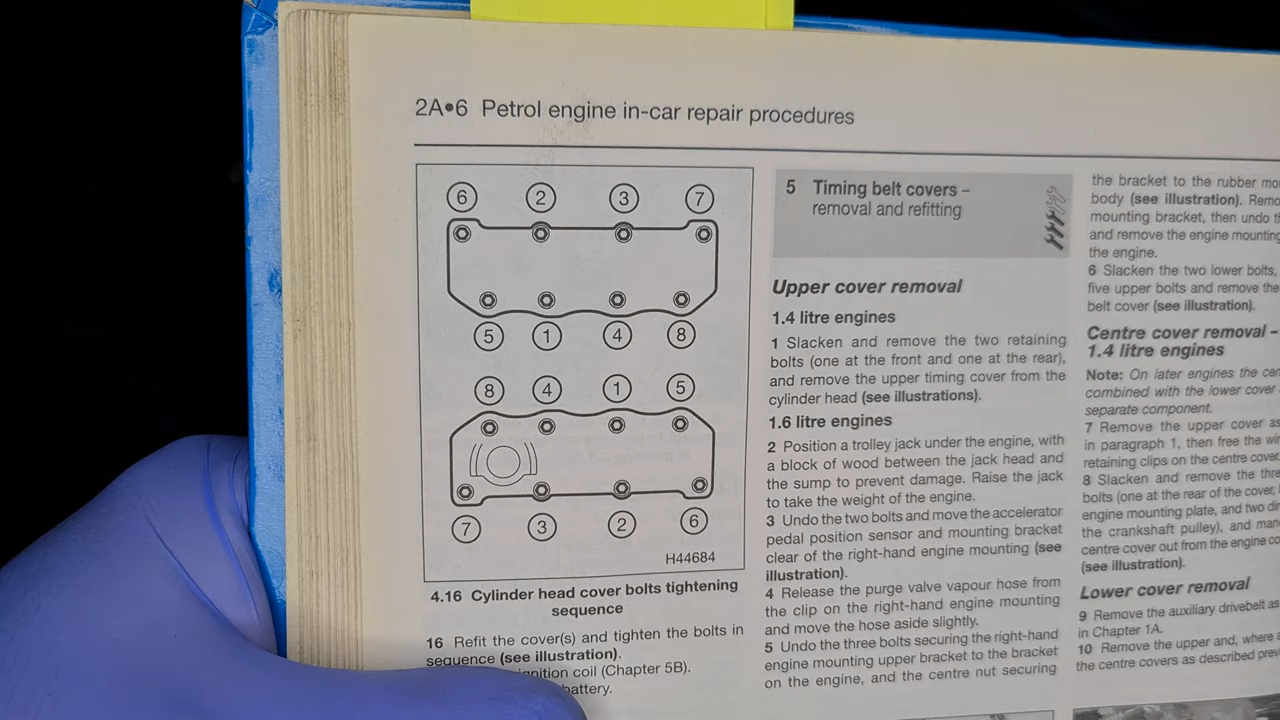 2A•6 Petrol engine in-car repair procedures
6 2 3 7
5 1 4 8
8 4 1 5
7 3 2 6
H44684
4.16 Cylinder head cover bolts tightening
sequence
16 Refit the cover(s) and tighten the bolts in
sequence (see illustration).
ignition coil (Chapter 5B).
battery.
5 Timing belt covers –
removal and refitting
Upper cover removal
1.4 litre engines
1 Slacken and remove the two retaining
bolts (one at the front and one at the rear),
and remove the upper timing cover from the
cylinder head (see illustrations).
1.6 litre engines
2 Position a trolley jack under the engine, with
a block of wood between the jack head and
the sump to prevent damage. Raise the jack
to take the weight of the engine.
3 Undo the two bolts and move the accelerator
pedal position sensor and mounting bracket
clear of the right-hand engine mounting (see
illustration).
4 Release the purge valve vapour hose from
the clip on the right-hand engine mounting
and move the hose aside slightly.
5 Undo the three bolts securing the right-hand
engine mounting upper bracket to the bracket
on the engine, and the centre nut securing
the bracket to the rubber mo
body (see illustration). Remo
mounting bracket, then undo th
and remove the engine mounting
the engine.
6 Slacken the two lower bolts,
five upper bolts and remove the
belt cover (see illustration).
Centre cover removal –
1.4 litre engines
Note: On later engines the cen
combined with the lower cover
separate component.
7 Remove the upper cover as
in paragraph 1, then free the wir
retaining clips on the centre cover.
8 Slacken and remove the thre
bolts (one at the rear of the cover,
engine mounting plate, and two dir
the crankshaft pulley), and man
centre cover out from the engine co
(see illustration).
Lower cover removal
9 Remove the auxiliary drivebelt as
in Chapter 1A.
10 Remove the upper and, where a
the centre covers as described prev